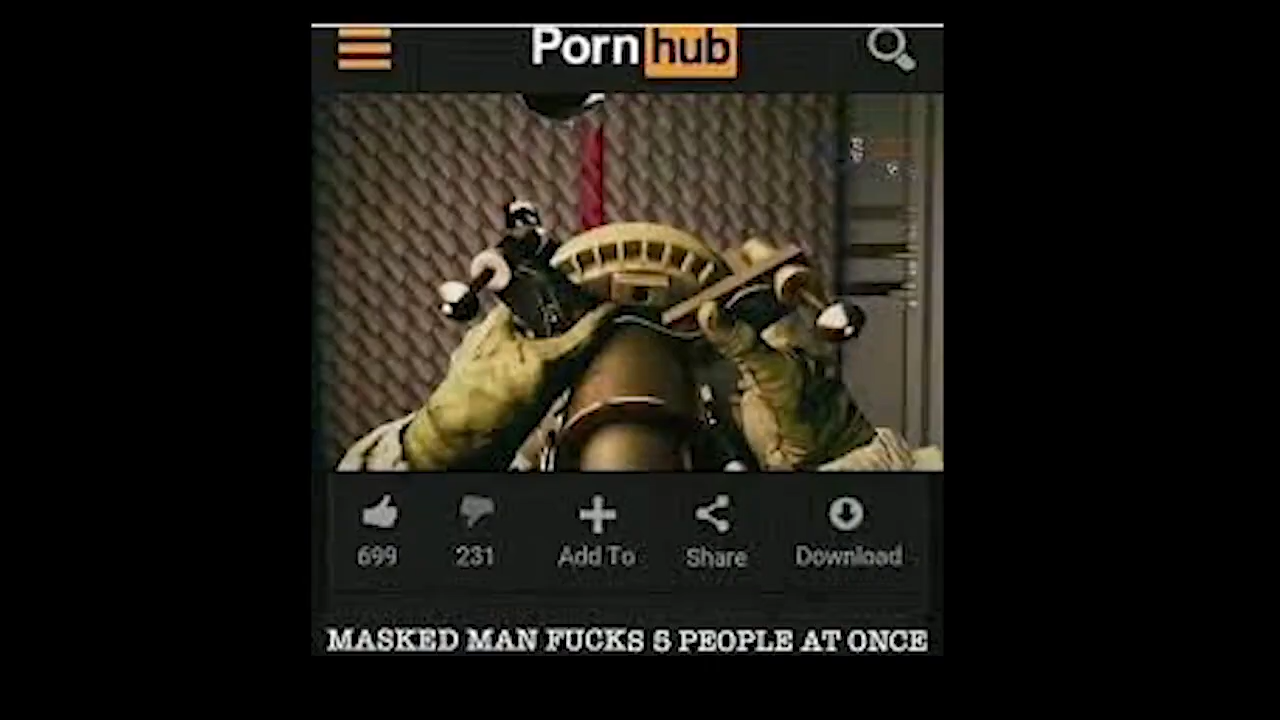 Porn hub
699 231 Add To Share Download
MASKED MAN FUCKS 5 PEOPLE AT ONCE